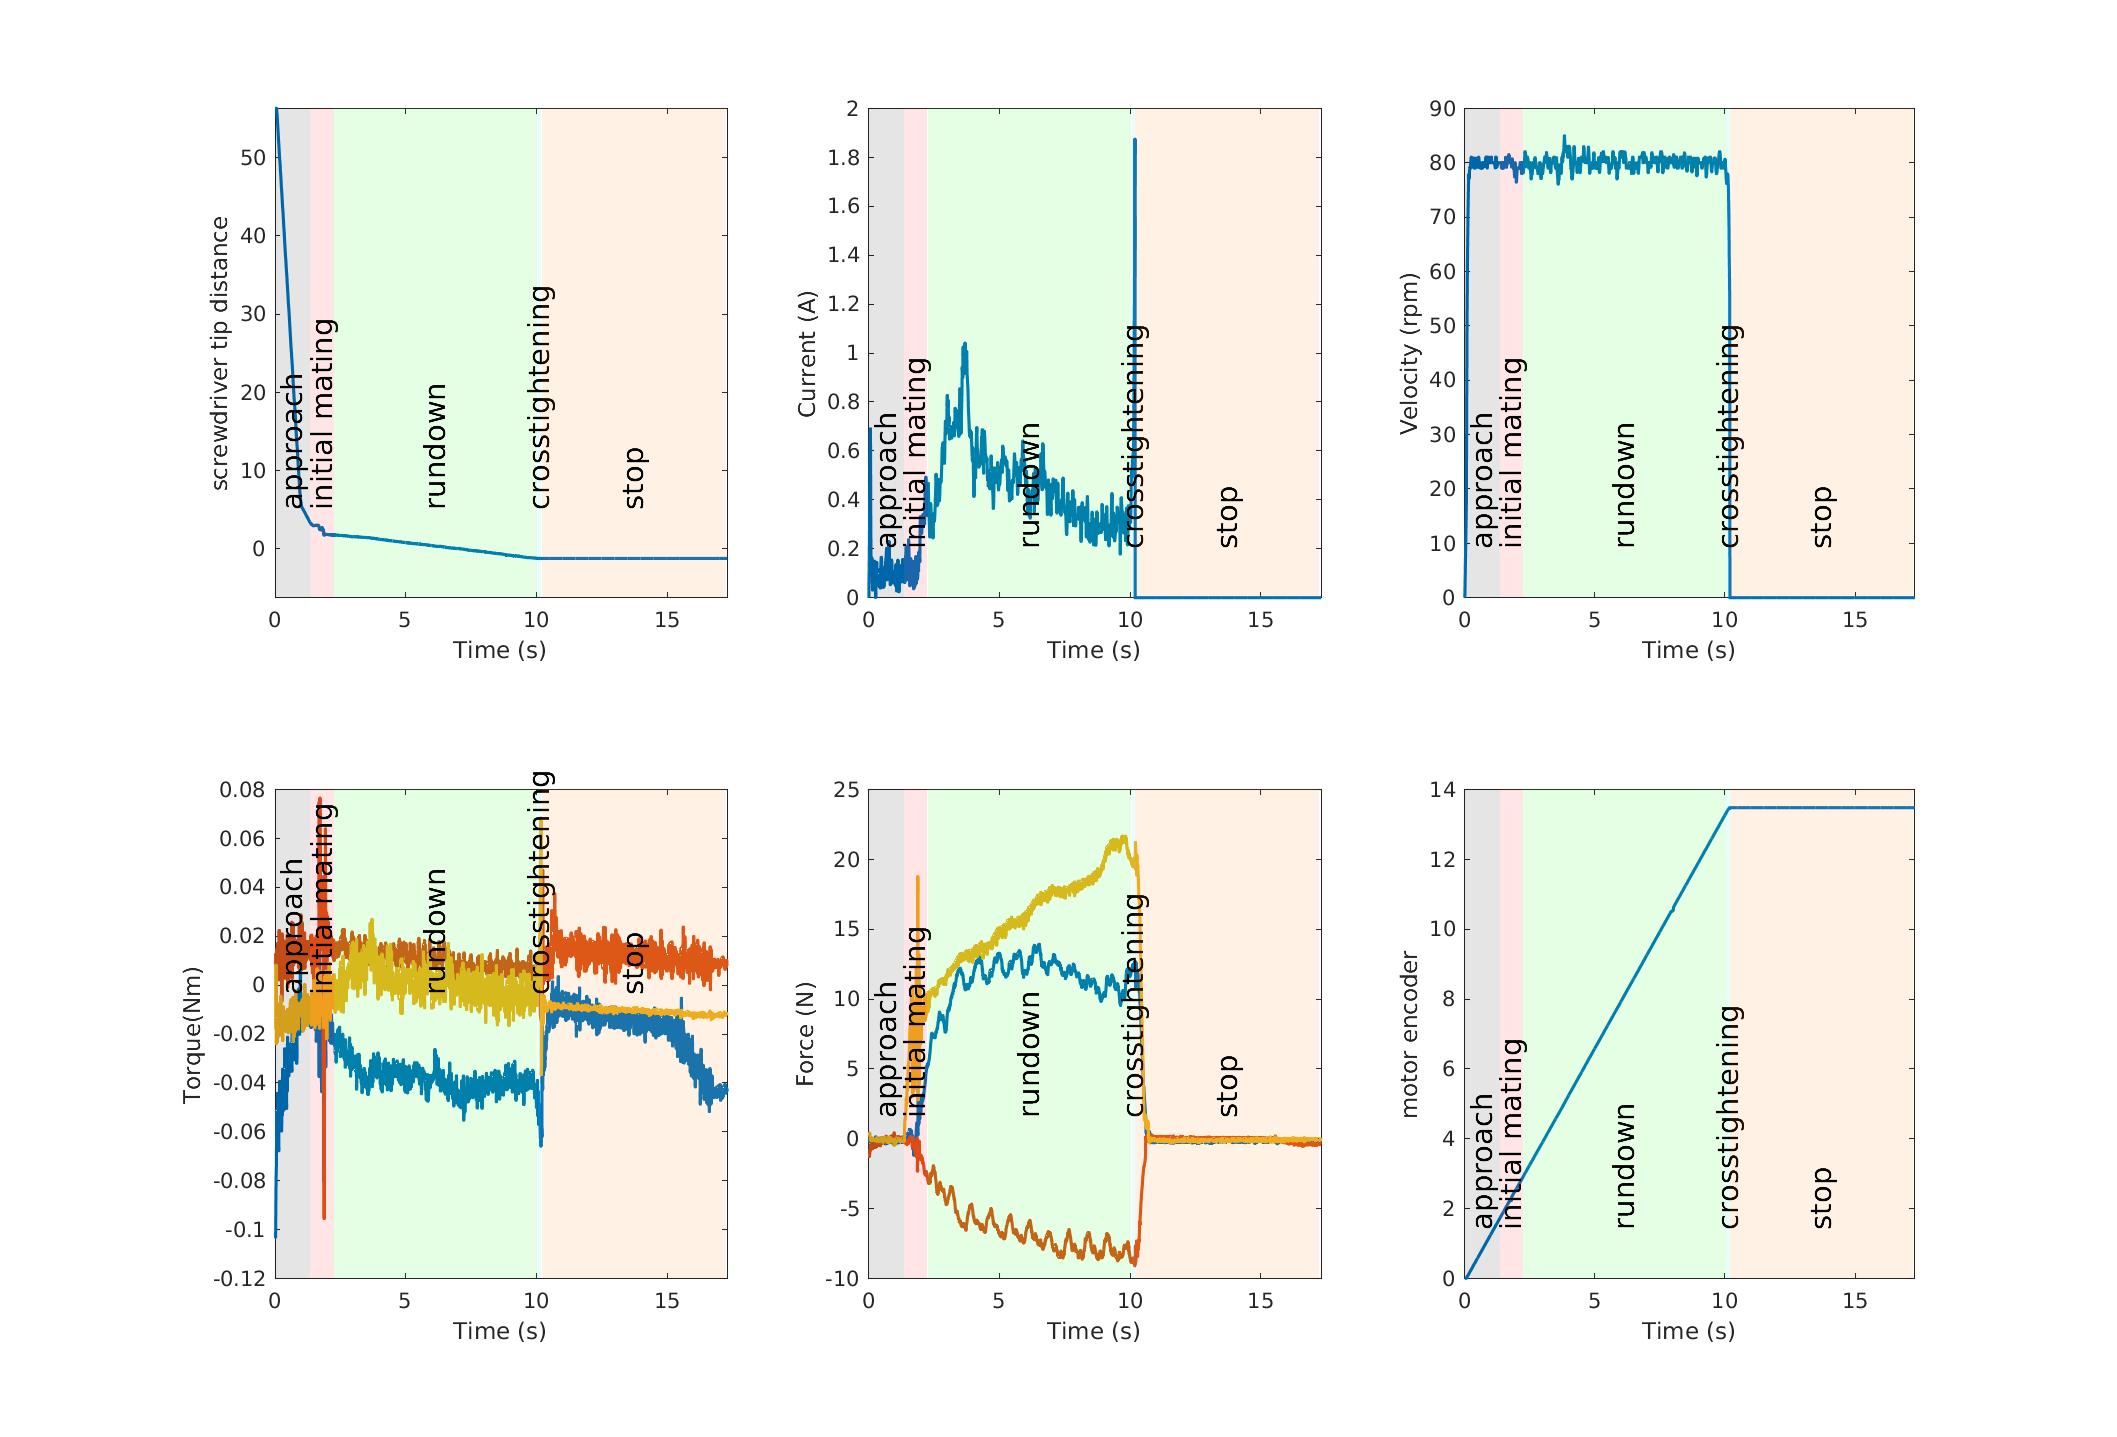 screwdriver tip distance
50
40
30
20
10
0
approach
initial mating
rundown
crosstightening
stop
0 5 10 15
Time (s)
Current (A)
2
1.8
1.6
1.4
1.2
1
0.8
0.6
0.4
0.2
0
approach
initial mating
rundown
crosstightening
stop
0 5 10 15
Time (s)
Velocity (rpm)
90
80
70
60
50
40
30
20
10
0
approach
initial mating
rundown
crosstightening
stop
0 5 10 15
Time (s)
Torque(Nm)
0.08
0.06
0.04
0.02
0
-0.02
-0.04
-0.06
-0.08
-0.1
-0.12
approach
initial mating
rundown
crosstightening
stop
0 5 10 15
Time (s)
Force (N)
25
20
15
10
5
0
-5
-10
approach
initial mating
rundown
crosstightening
stop
0 5 10 15
Time (s)
motor encoder
14
12
10
8
6
4
2
0
approach
initial mating
rundown
crosstightening
stop
0 5 10 15
Time (s)